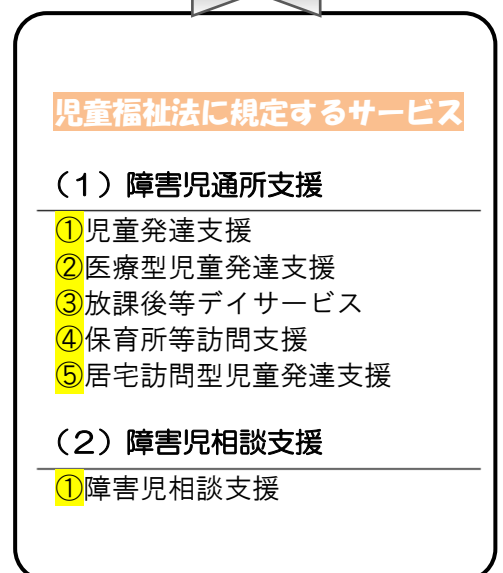 児童福祉法に規定するサービス
（１）障害児通所支援
①児童発達支援
②医療型児童発達支援
③放課後等デイサービス
④保育所等訪問支援
⑤居宅訪問型児童発達支援
（２）障害児相談支援
①障害児相談支援